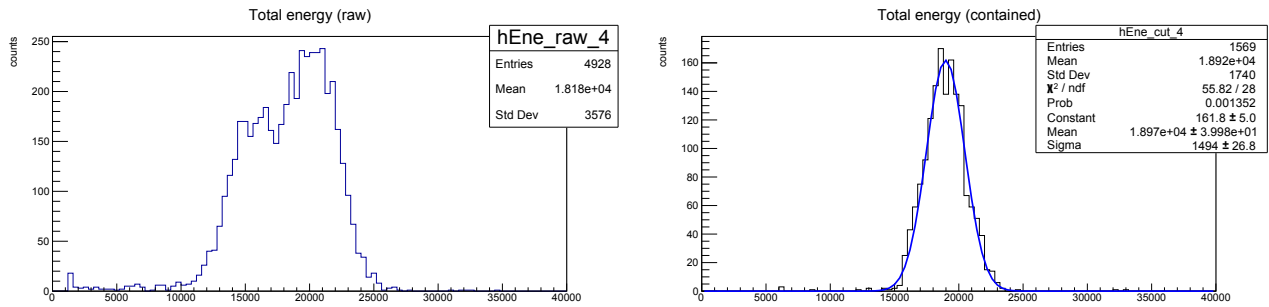 Total energy (raw)
counts
250
200
150
100
50
0
0 5000 10000 15000 20000 25000 30000 35000 40000
hEne_raw_4
Entries 4928
Mean 1.818e+04
Std Dev 3576
Total energy (contained)
counts
160
140
120
100
80
60
40
20
0
0 5000 10000 15000 20000 25000 30000 35000 40000
hEne_cut_4
Entries 1569
Mean 1.892e+04
Std Dev 1740
χ² / ndf 55.82 / 28
Prob 0.001352
Constant 161.8 ± 5.0
Mean 1.897e+04 ± 3.998e+01
Sigma 1494 ± 26.8